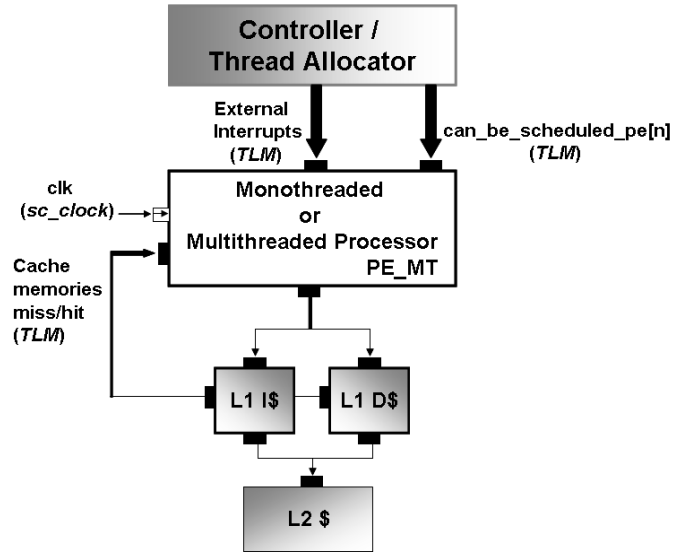 Controller /
Thread Allocator
External
Interrupts
(TLM)
can_be_scheduled_pe[n]
(TLM)
clk
(sc_clock)
Monothreaded
or
Multithreaded Processor
PE_MT
Cache
memories
miss/hit
(TLM)
L1 I$
L1 D$
L2 $